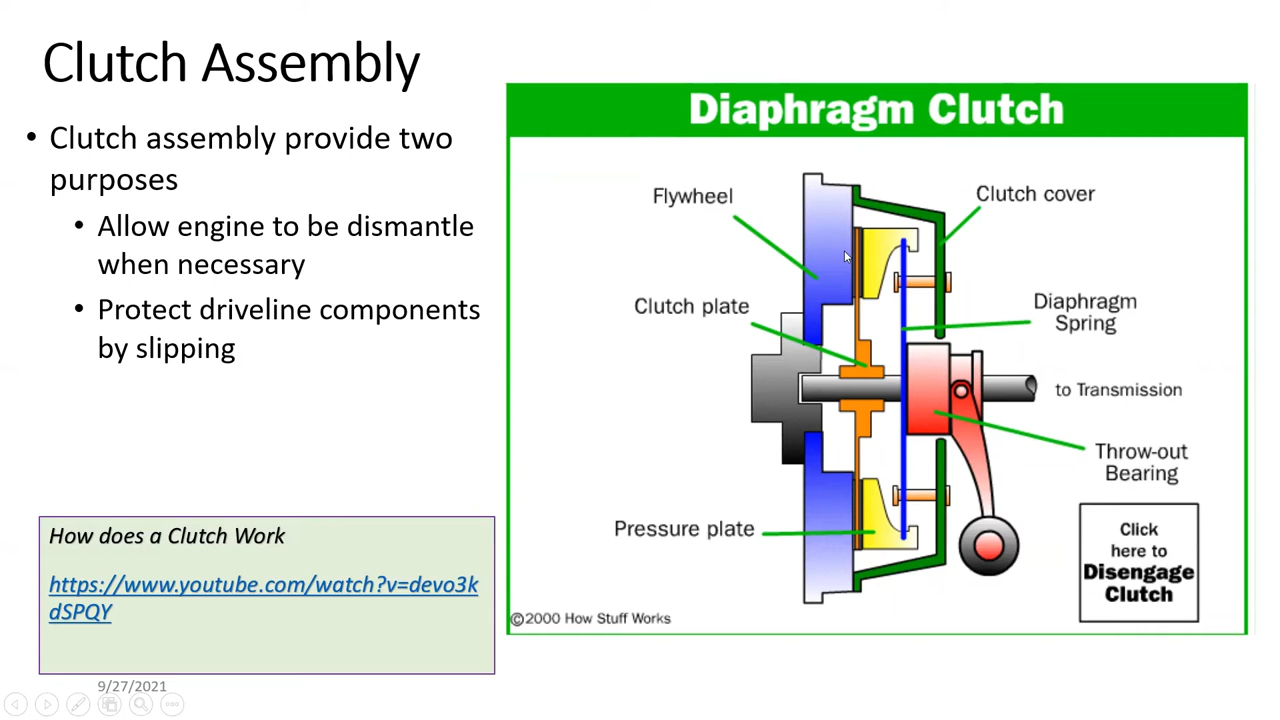 Clutch Assembly
• Clutch assembly provide two
purposes
• Allow engine to be dismantle
when necessary
• Protect driveline components
by slipping
How does a Clutch Work
https://www.youtube.com/watch?v=devo3k
dSPQY
9/27/2021
Diaphragm Clutch
Flywheel
Clutch cover
Clutch plate
Diaphragm
Spring
to Transmission
Throw-out
Bearing
Pressure plate
Click
here to
Disengage
Clutch
©2000 How Stuff Works